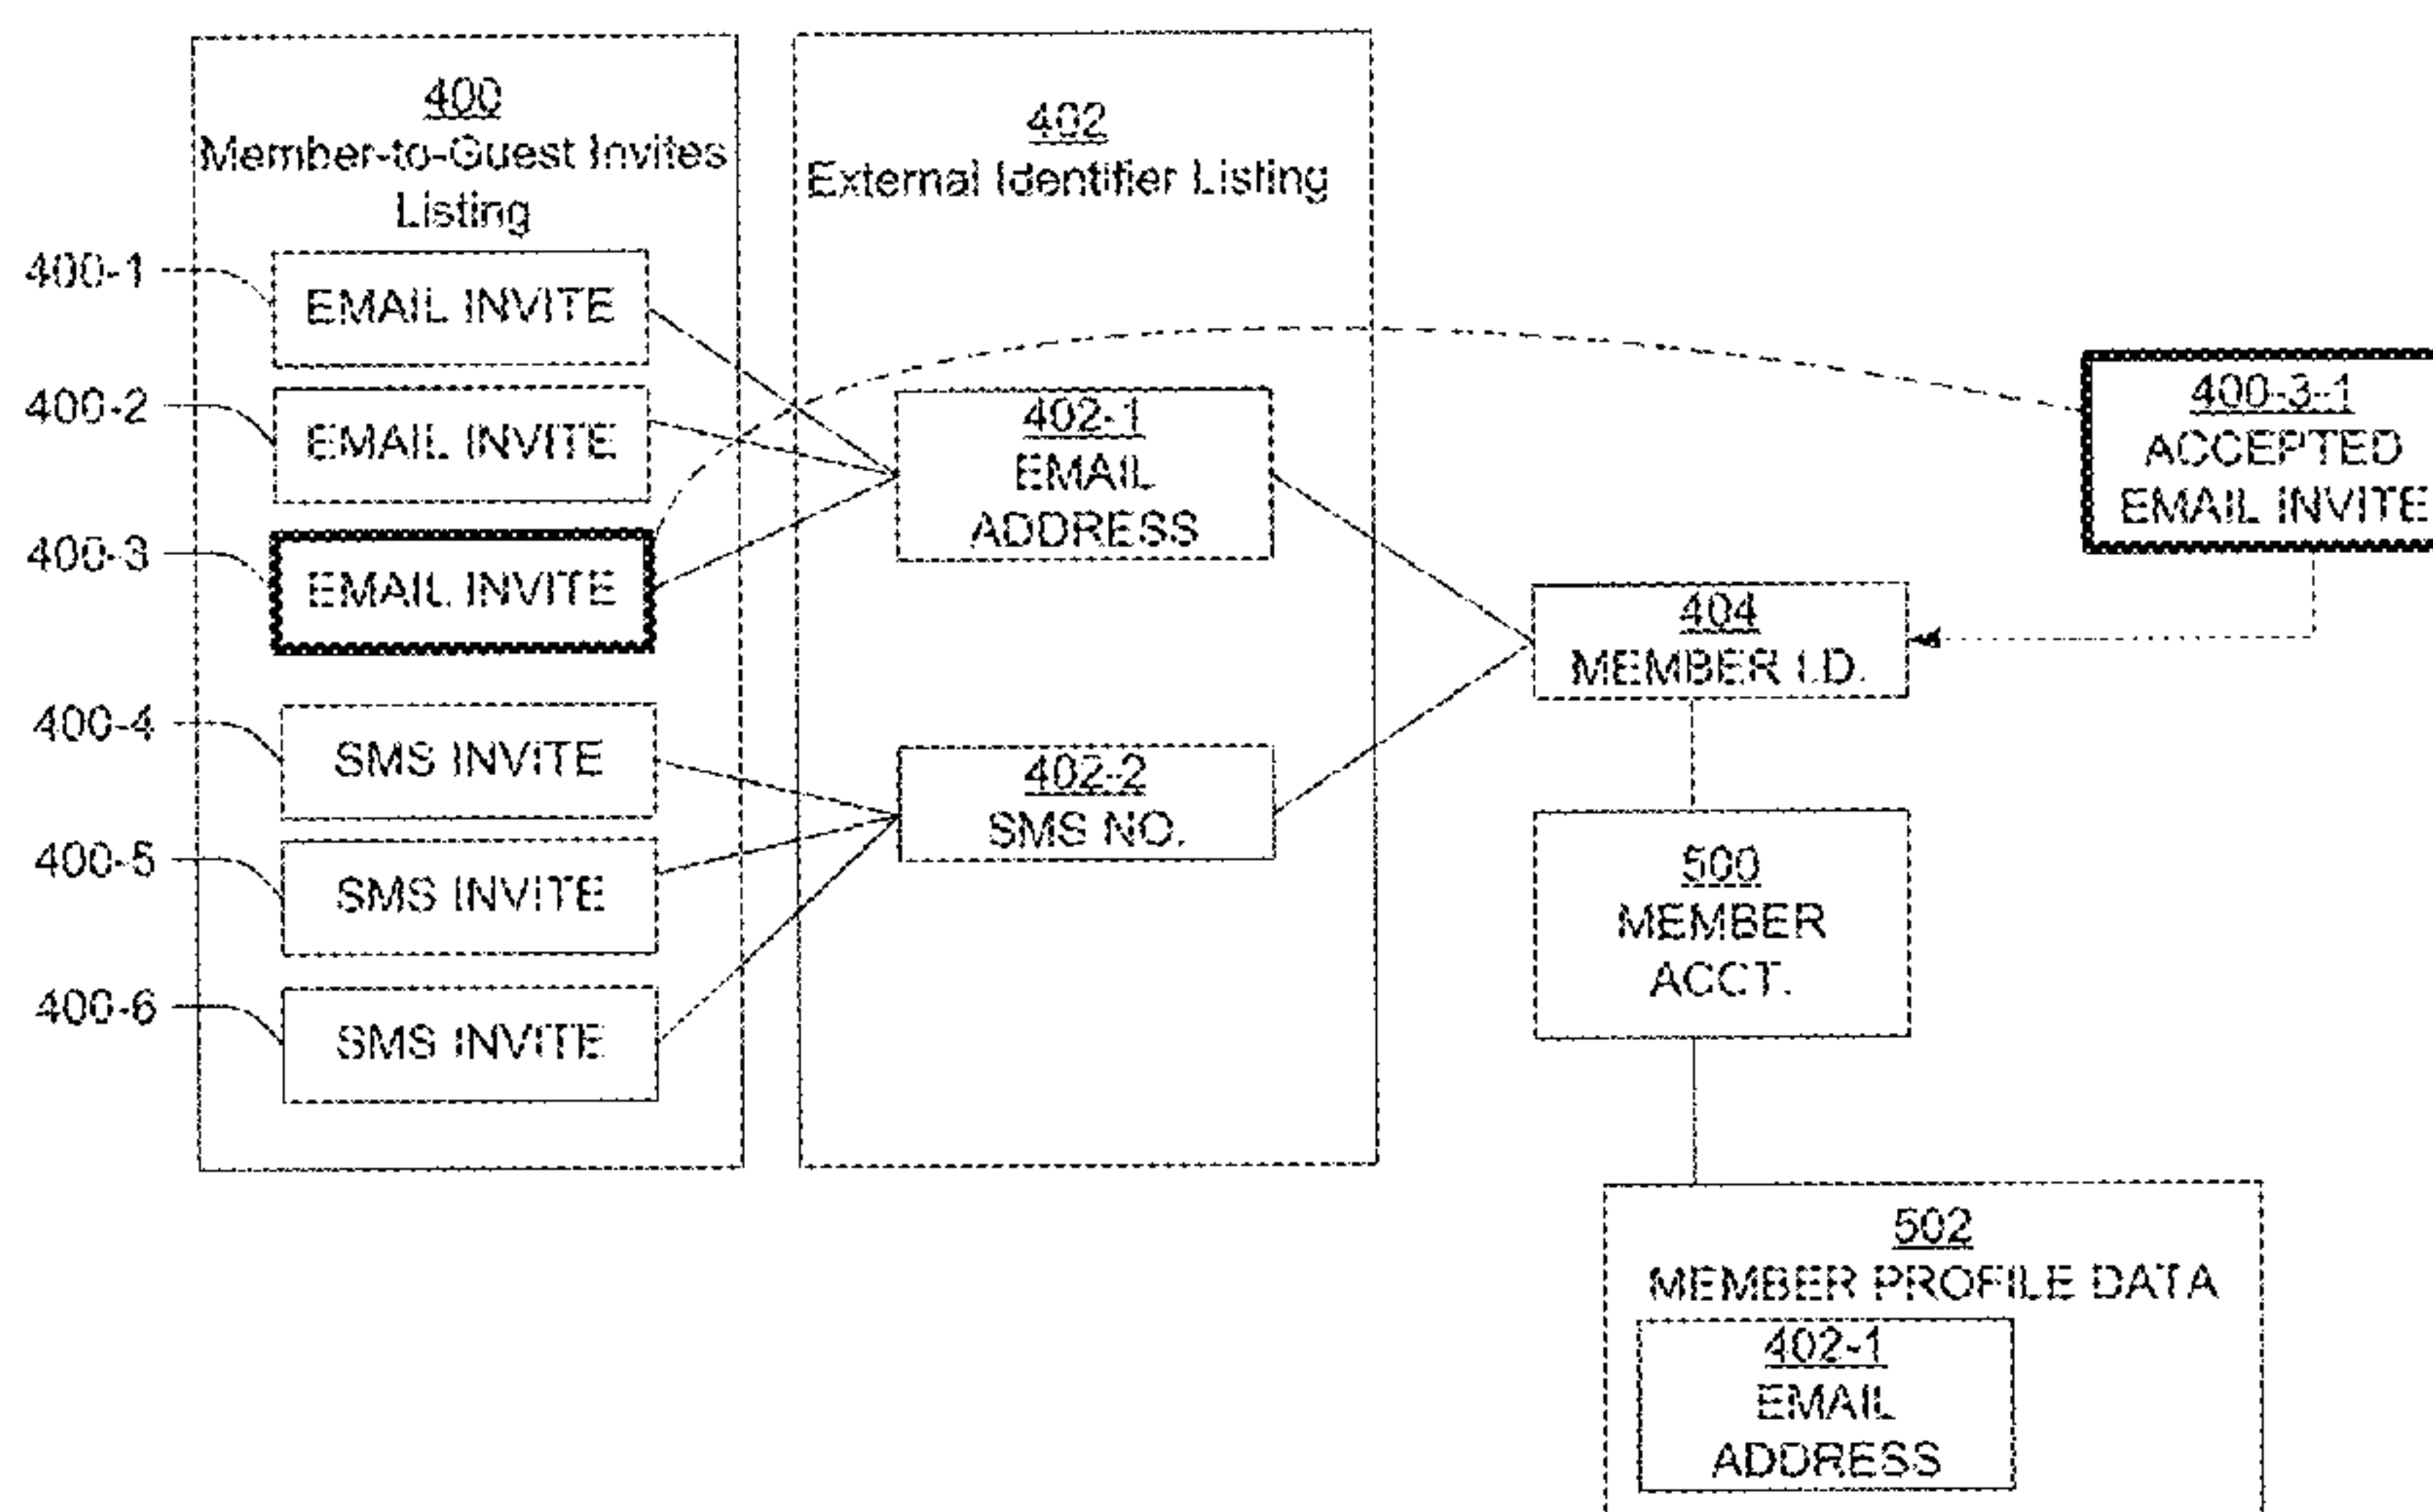 400
Member-to-Guest Invites
Listing
400-1
EMAIL INVITE
400-2
EMAIL INVITE
400-3
EMAIL INVITE
400-4
SMS INVITE
400-5
SMS INVITE
400-6
SMS INVITE
402
External Identifier Listing
402-1
EMAIL
ADDRESS
402-2
SMS NO.
400-3-1
ACCEPTED
EMAIL INVITE
404
MEMBER I.D.
500
MEMBER
ACCT.
502
MEMBER PROFILE DATA
402-1
EMAIL
ADDRESS